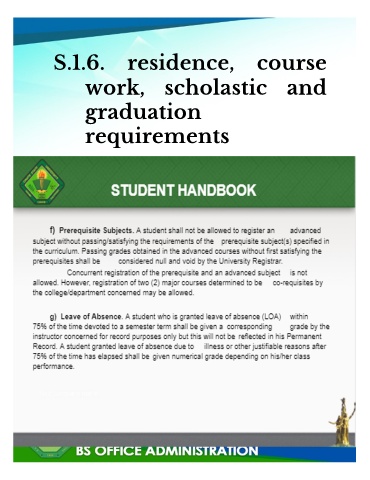 S.1.6. residence, course
work, scholastic and
graduation
requirements
STUDENT HANDBOOK
f) Prerequisite Subjects. A student shall not be allowed to register an advanced
subject without passing/satisfying the requirements of the prerequisite subject(s) specified in
the curriculum. Passing grades obtained in the advanced courses without first satisfying the
prerequisites shall be considered null and void by the University Registrar.
Concurrent registration of the prerequisite and an advanced subject is not
allowed. However, registration of two (2) major courses determined to be co-requisites by
the college/department concerned may be allowed.
g) Leave of Absence. A student who is granted leave of absence (LOA) within
75% of the time devoted to a semester term shall be given a corresponding grade by the
instructor concerned for record purposes only but this will not be reflected in his Permanent
Record. A student granted leave of absence due to illness or other justifiable reasons after
75% of the time has elapsed shall be given numerical grade depending on his/her class
performance.
BS OFFICE ADMINISTRATION